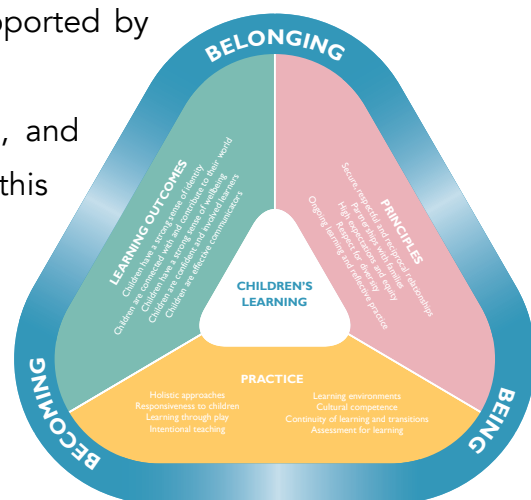 pported by
, and
this
BELONGING
LEARNING OUTCOMES
Children have a strong sense of identity
Children are connected with and contribute to their world
Children have a strong sense of wellbeing
Children are confident and involved learners
Children are effective communicators
PRINCIPLES
Secure, respectful and reciprocal relationships
Partnerships with families
High expectations and equity
Respect for diversity
Ongoing learning and reflective practice
CHILDREN'S
LEARNING
PRACTICE
Holistic approaches
Responsiveness to children
Learning through play
Intentional teaching
Learning environments
Cultural competence
Continuity of learning and transitions
Assessment for learning
BECOMING
BEING